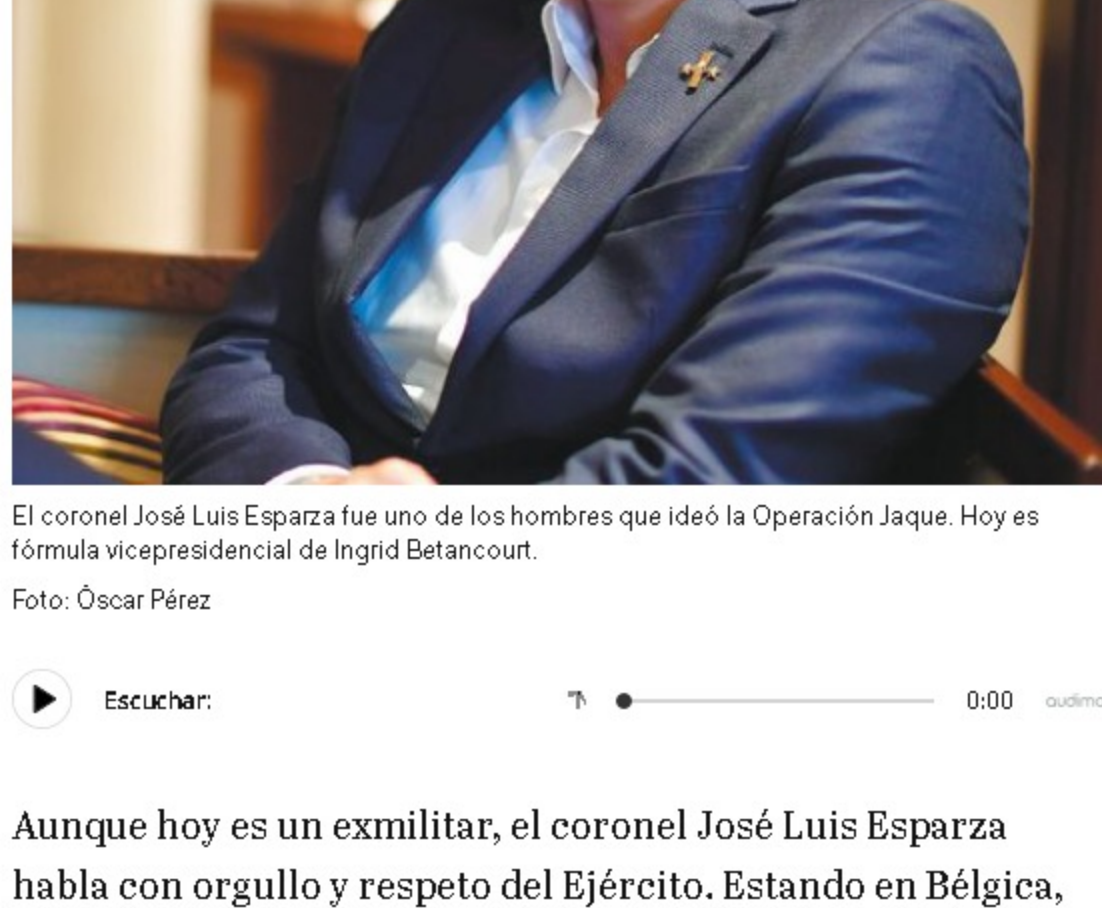 El coronel José Luis Esparza fue uno de los hombres que ideó la Operación Jaque. Hoy es
fórmula vicepresidencial de Ingrid Betancourt.
Foto: Óscar Pérez
Escuchar: 0:00
Aunque hoy es un exmilitar, el coronel José Luis Esparza
habla con orgullo y respeto del Ejército. Estando en Bélgica,